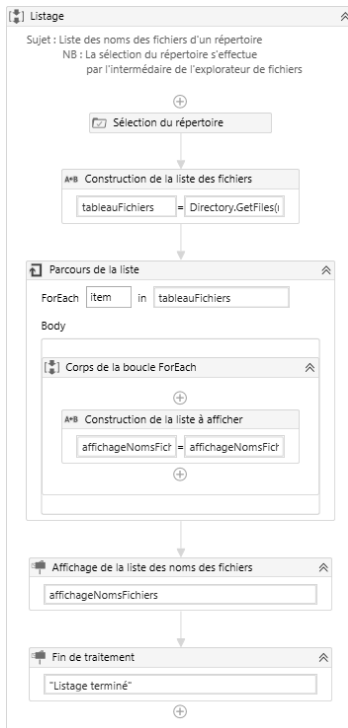 Listage
Sujet : Liste des noms des fichiers d'un répertoire
NB : La sélection du répertoire s'effectue
par l'intermédaire de l'explorateur de fichiers
Sélection du répertoire
A+B Construction de la liste des fichiers
tableauFichiers = Directory.GetFiles(r
Parcours de la liste
ForEach item in tableauFichiers
Body
Corps de la boucle ForEach
A+B Construction de la liste à afficher
affichageNomsFich = affichageNomsFich
Affichage de la liste des noms des fichiers
affichageNomsFichiers
Fin de traitement
"Listage terminé"